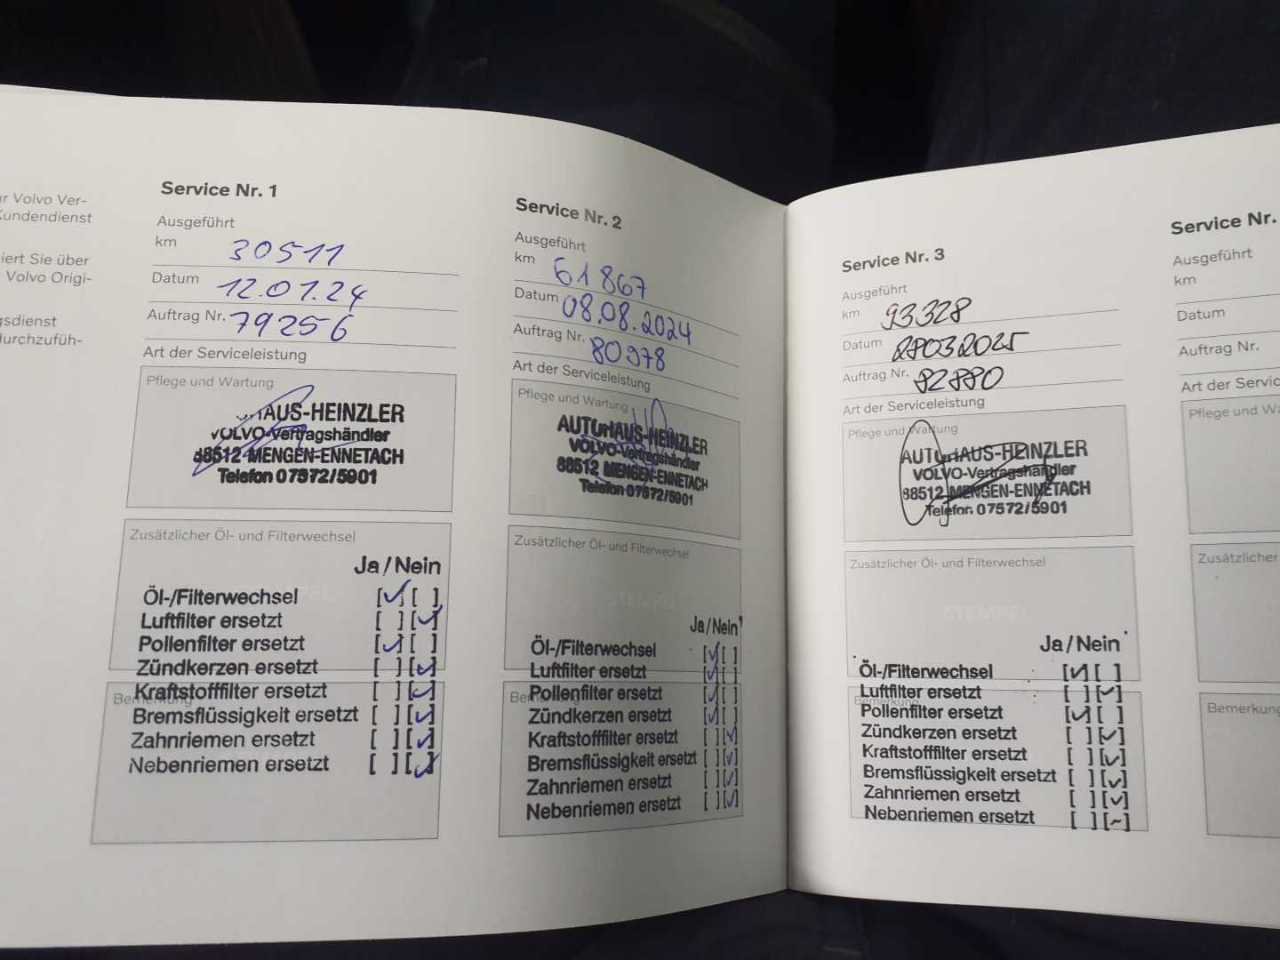 r Volvo Ver-
Kundendienst
iert Sie über
Volvo Origi-
gsdienst
durchzufüh-
Service Nr. 1
Ausgeführt
km 30511
Datum 12.01.24
Auftrag Nr. 79256
Art der Serviceleistung
Pflege und Wartung
HAUS-HEINZLER
VOLVO-Vertragshändler
88512 MENGEN-ENNETACH
Telefon 07572/5901
Zusätzlicher Öl- und Filterwechsel
Ja/Nein
Öl-/Filterwechsel [✓] [ ]
Luftfilter ersetzt [ ] [✓]
Pollenfilter ersetzt [✓] [ ]
Zündkerzen ersetzt [ ] [✓]
Bemerkung
Kraftstofffilter ersetzt [ ] [✓]
Bremsflüssigkeit ersetzt [ ] [✓]
Zahnriemen ersetzt [ ] [✓]
Nebenriemen ersetzt [ ] [✓]
Service Nr. 2
Ausgeführt
km 61867
Datum 08.08.2024
Auftrag Nr. 80978
Art der Serviceleistung
Pflege und Wartung
AUTOHAUS-HEINZLER
VOLVO-Vertragshändler
88512 MENGEN-ENNETACH
Telefon 07572/5901
Zusätzlicher Öl- und Filterwechsel
STEMPEL
Ja/Nein
Öl-/Filterwechsel [✓] [ ]
Luftfilter ersetzt [✓] [ ]
Pollenfilter ersetzt [✓] [ ]
Zündkerzen ersetzt [✓] [ ]
Kraftstofffilter ersetzt [ ] [✓]
Bremsflüssigkeit ersetzt [ ] [✓]
Zahnriemen ersetzt [ ] [✓]
Nebenriemen ersetzt [ ] [✓]
Service Nr. 3
Ausgeführt
km 93328
Datum 28032025
Auftrag Nr. 82880
Art der Serviceleistung
Pflege und Wartung
AUTOHAUS-HEINZLER
VOLVO-Vertragshändler
88512 MENGEN-ENNETACH
Telefon 07572/5901
Zusätzlicher Öl- und Filterwechsel
STEMPEL
Ja/Nein
Öl-/Filterwechsel [✓] [ ]
Luftfilter ersetzt [ ] [✓]
Bemerkung
Pollenfilter ersetzt [✓] [ ]
Zündkerzen ersetzt [ ] [✓]
Kraftstofffilter ersetzt [ ] [✓]
Bremsflüssigkeit ersetzt [ ] [✓]
Zahnriemen ersetzt [ ] [✓]
Nebenriemen ersetzt [ ] [✓]
Service Nr.
Ausgeführt
km
Datum
Auftrag Nr.
Art der Servic
Pflege und Wa
Zusätzlicher
Bemerkung